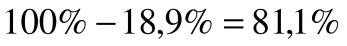 100% − 18,9% = 81,1%